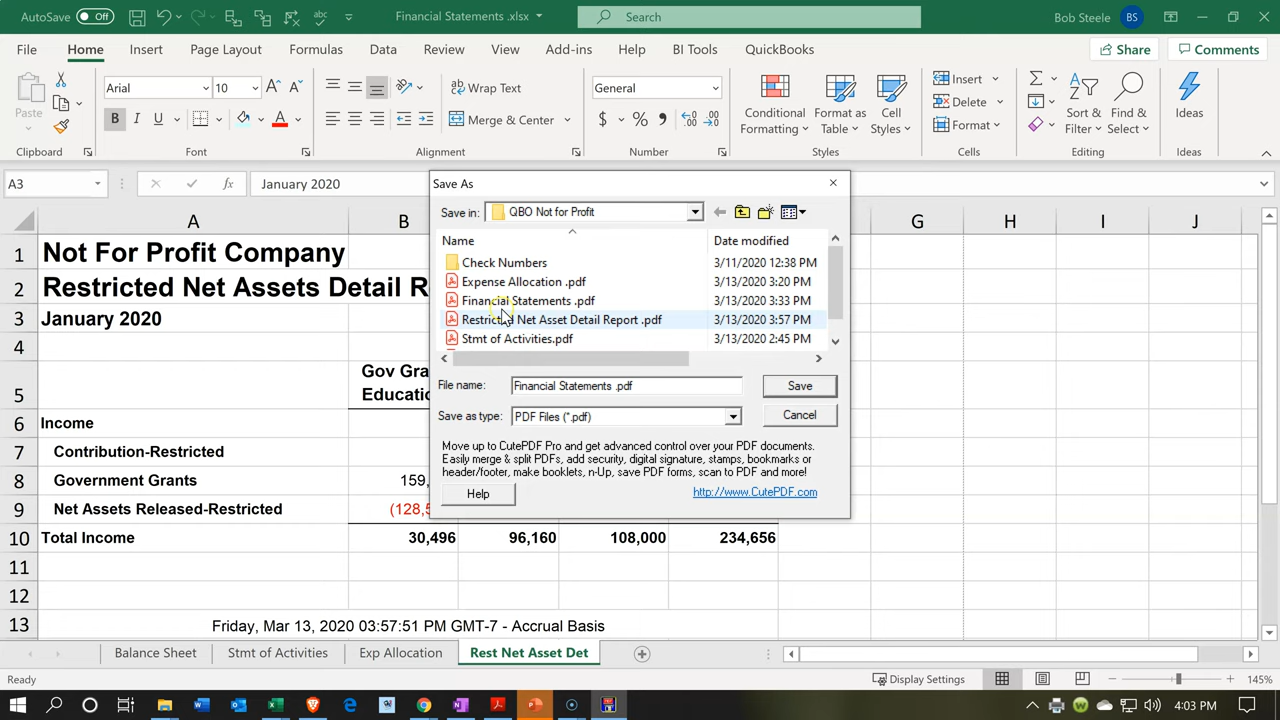 AutoSave Off Financial Statements .xlsx Search Bob Steele BS
File Home Insert Page Layout Formulas Data Review View Add-ins Help BI Tools QuickBooks Share Comments
Arial 10 Wrap Text General Insert
Paste B I U Merge & Center $ % Conditional Formatting Format as Table Cell Styles Delete Sort & Filter Find & Select Ideas
Format
Clipboard Font Alignment Number Styles Cells Editing Ideas
A3 fx January 2020
Save As
Save in: QBO Not for Profit
Name Date modified
Check Numbers 3/11/2020 12:38 PM
Expense Allocation .pdf 3/13/2020 3:20 PM
Financial Statements .pdf 3/13/2020 3:33 PM
Restricted Net Asset Detail Report .pdf 3/13/2020 3:57 PM
Stmt of Activities.pdf 3/13/2020 2:45 PM
File name: Financial Statements .pdf Save
Save as type: PDF Files (*.pdf) Cancel
Move up to CutePDF Pro and get advanced control over your PDF documents.
Easily merge & split PDFs, add security, digital signature, stamps, bookmarks or
header/footer, make booklets, n-Up, save PDF forms, scan to PDF and more!
Help http://www.CutePDF.com
A B G H I J
1 Not For Profit Company
2 Restricted Net Assets Detail R
3 January 2020
4
5 Gov Gra
Educatio
6 Income
7 Contribution-Restricted
8 Government Grants 159,
9 Net Assets Released-Restricted (128,5
10 Total Income 30,496 96,160 108,000 234,656
11
12
13 Friday, Mar 13, 2020 03:57:51 PM GMT-7 - Accrual Basis
Balance Sheet Stmt of Activities Exp Allocation Rest Net Asset Det
Ready Display Settings 145%
4:03 PM